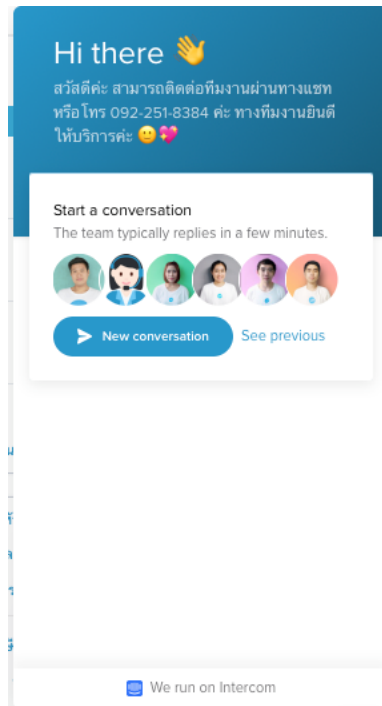 Hi there 👋
สวัสดีค่ะ สามารถติดต่อทีมงานผ่านทางแชท
หรือโทร 092-251-8384 ค่ะ ทางทีมงานยินดี
ให้บริการค่ะ 🙂💖
Start a conversation
The team typically replies in a few minutes.
New conversation
See previous
We run on Intercom